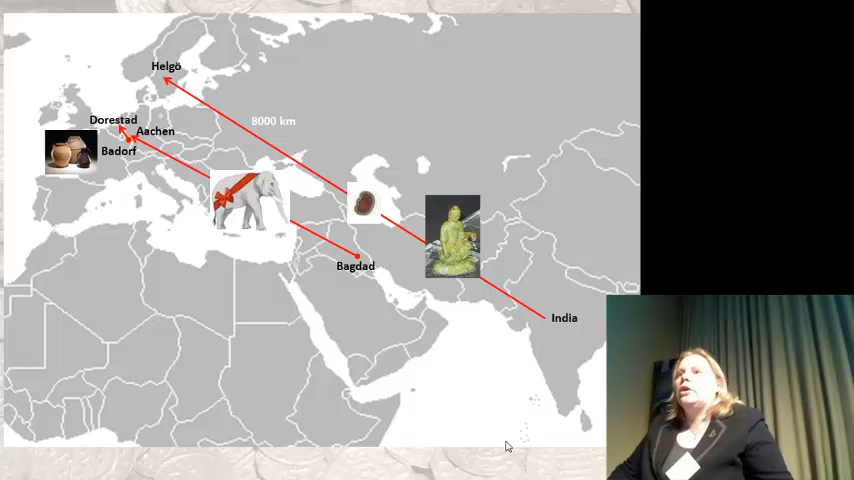 Helgö
8000 km
Dorestad
Aachen
Badorf
Bagdad
India